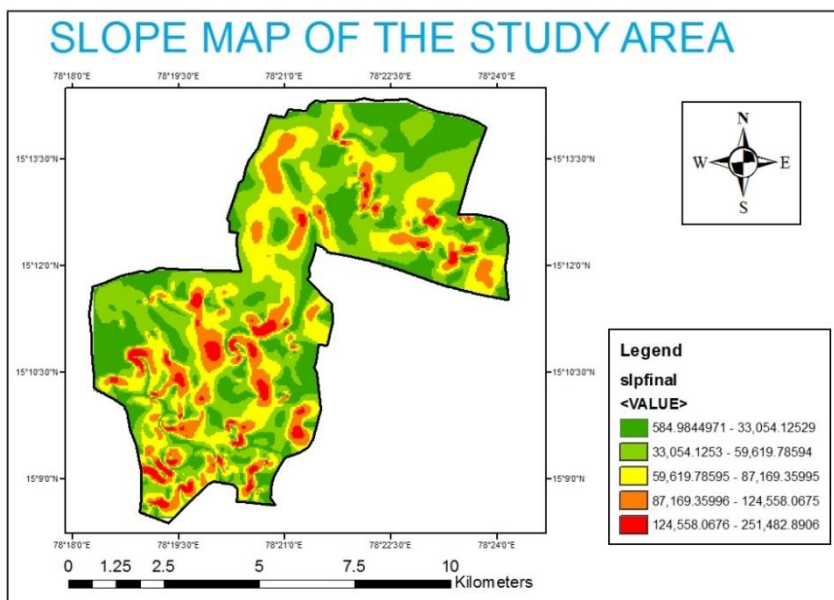 SLOPE MAP OF THE STUDY AREA
78°18'0"E 78°19'30"E 78°21'0"E 78°22'30"E 78°24'0"E
15°13'30"N 15°13'30"N
15°12'0"N 15°12'0"N
15°10'30"N 15°10'30"N
15°9'0"N 15°9'0"N
78°18'0"E 78°19'30"E 78°21'0"E 78°22'30"E 78°24'0"E
N
W E
S
Legend
slpfinal
<VALUE>
584.9844971 - 33,054.12529
33,054.1253 - 59,619.78594
59,619.78595 - 87,169.35995
87,169.35996 - 124,558.0675
124,558.0676 - 251,482.8906
0 1.25 2.5 5 7.5 10
Kilometers